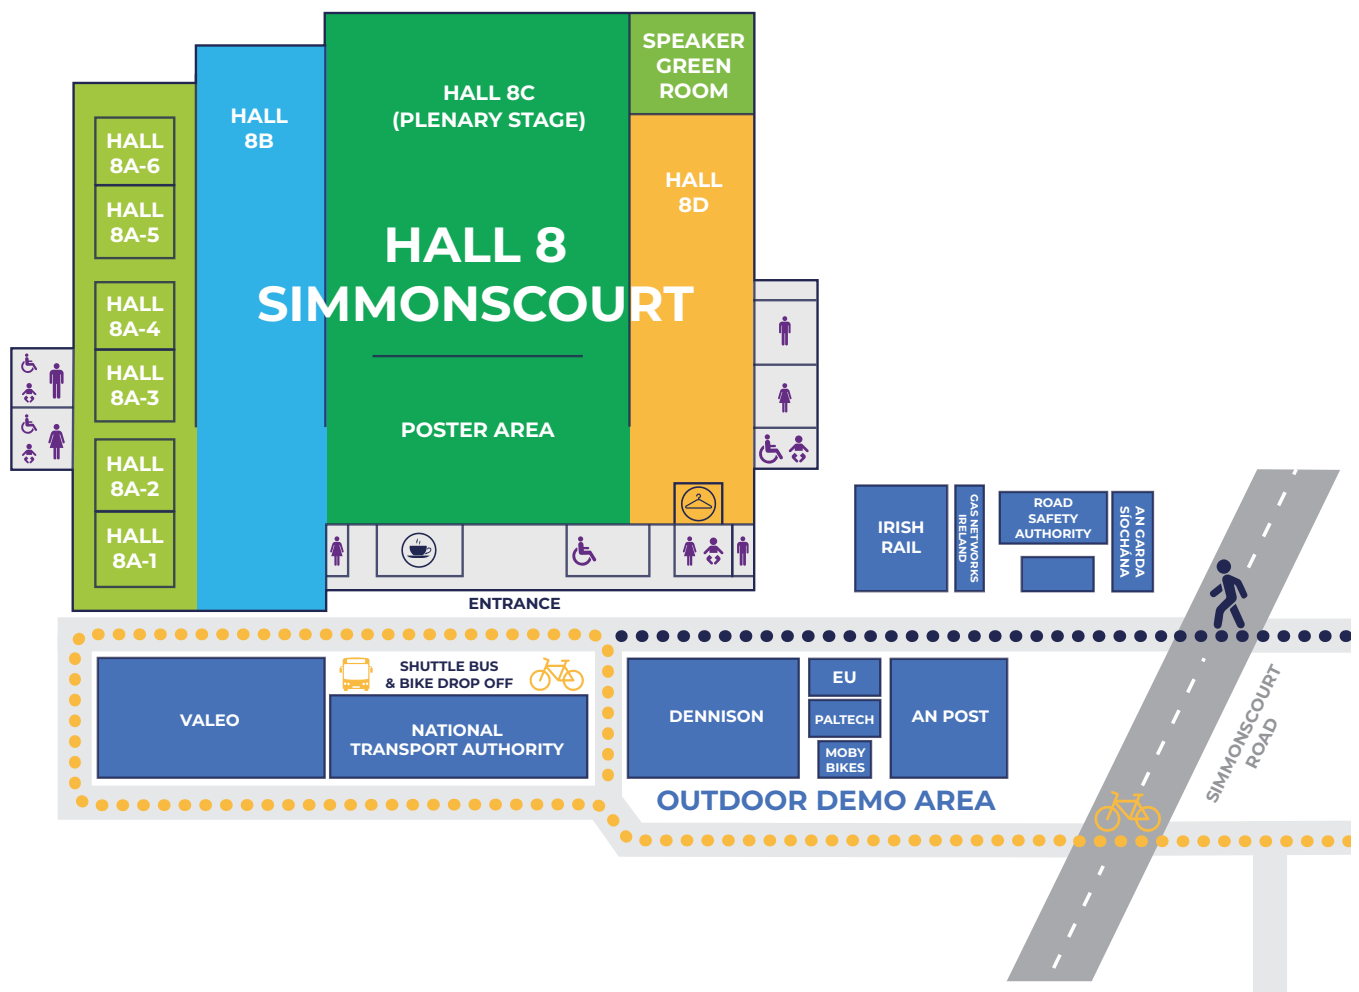 SPEAKER
GREEN
ROOM
HALL 8C
(PLENARY STAGE)
HALL
8B
HALL
8A-6
HALL
8D
HALL
8A-5
HALL 8
SIMMONSCOURT
HALL
8A-4
HALL
8A-3
POSTER AREA
HALL
8A-2
HALL
8A-1
ENTRANCE
IRISH
RAIL
GAS NETWORKS
IRELAND
ROAD
SAFETY
AUTHORITY
AN GARDA
SÍOCHÁNA
VALEO
SHUTTLE BUS
& BIKE DROP OFF
NATIONAL
TRANSPORT AUTHORITY
DENNISON
EU
PALTECH
MOBY
BIKES
AN POST
OUTDOOR DEMO AREA
SIMMONSCOURT
ROAD